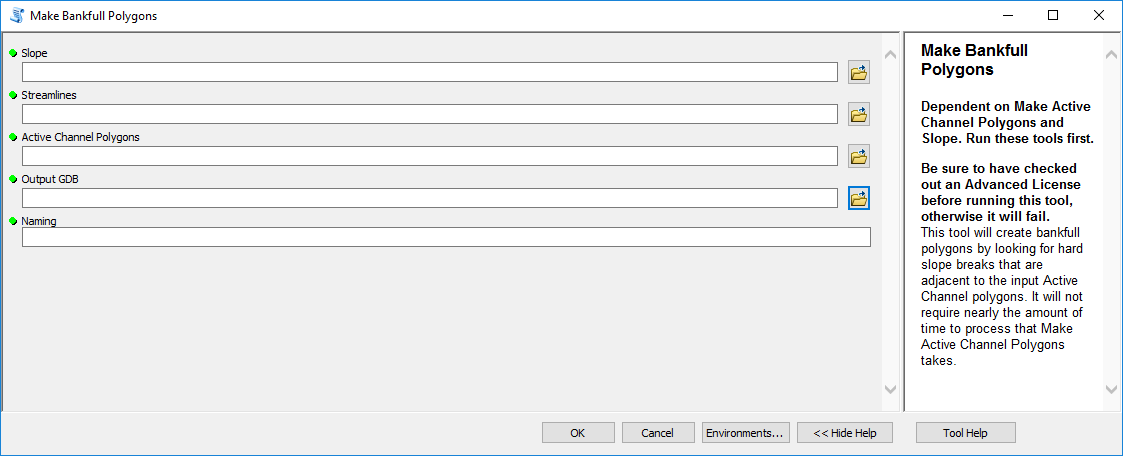 Make Bankfull Polygons
Slope
Streamlines
Active Channel Polygons
Output GDB
Naming
Make Bankfull
Polygons
Dependent on Make Active
Channel Polygons and
Slope. Run these tools first.
Be sure to have checked
out an Advanced License
before running this tool,
otherwise it will fail.
This tool will create bankfull
polygons by looking for hard
slope breaks that are
adjacent to the input Active
Channel polygons. It will not
require nearly the amount of
time to process that Make
Active Channel Polygons
takes.
OK
Cancel
Environments...
<< Hide Help
Tool Help